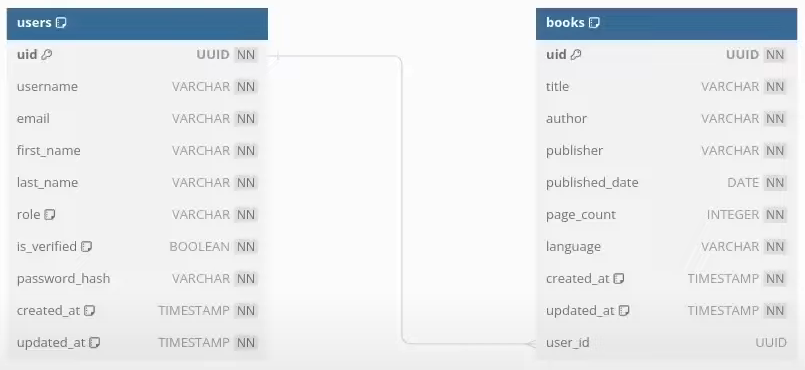 users
uid UUID NN
username VARCHAR NN
email VARCHAR NN
first_name VARCHAR NN
last_name VARCHAR NN
role VARCHAR NN
is_verified BOOLEAN NN
password_hash VARCHAR NN
created_at TIMESTAMP NN
updated_at TIMESTAMP NN
books
uid UUID NN
title VARCHAR NN
author VARCHAR NN
publisher VARCHAR NN
published_date DATE NN
page_count INTEGER NN
language VARCHAR NN
created_at TIMESTAMP NN
updated_at TIMESTAMP NN
user_id UUID